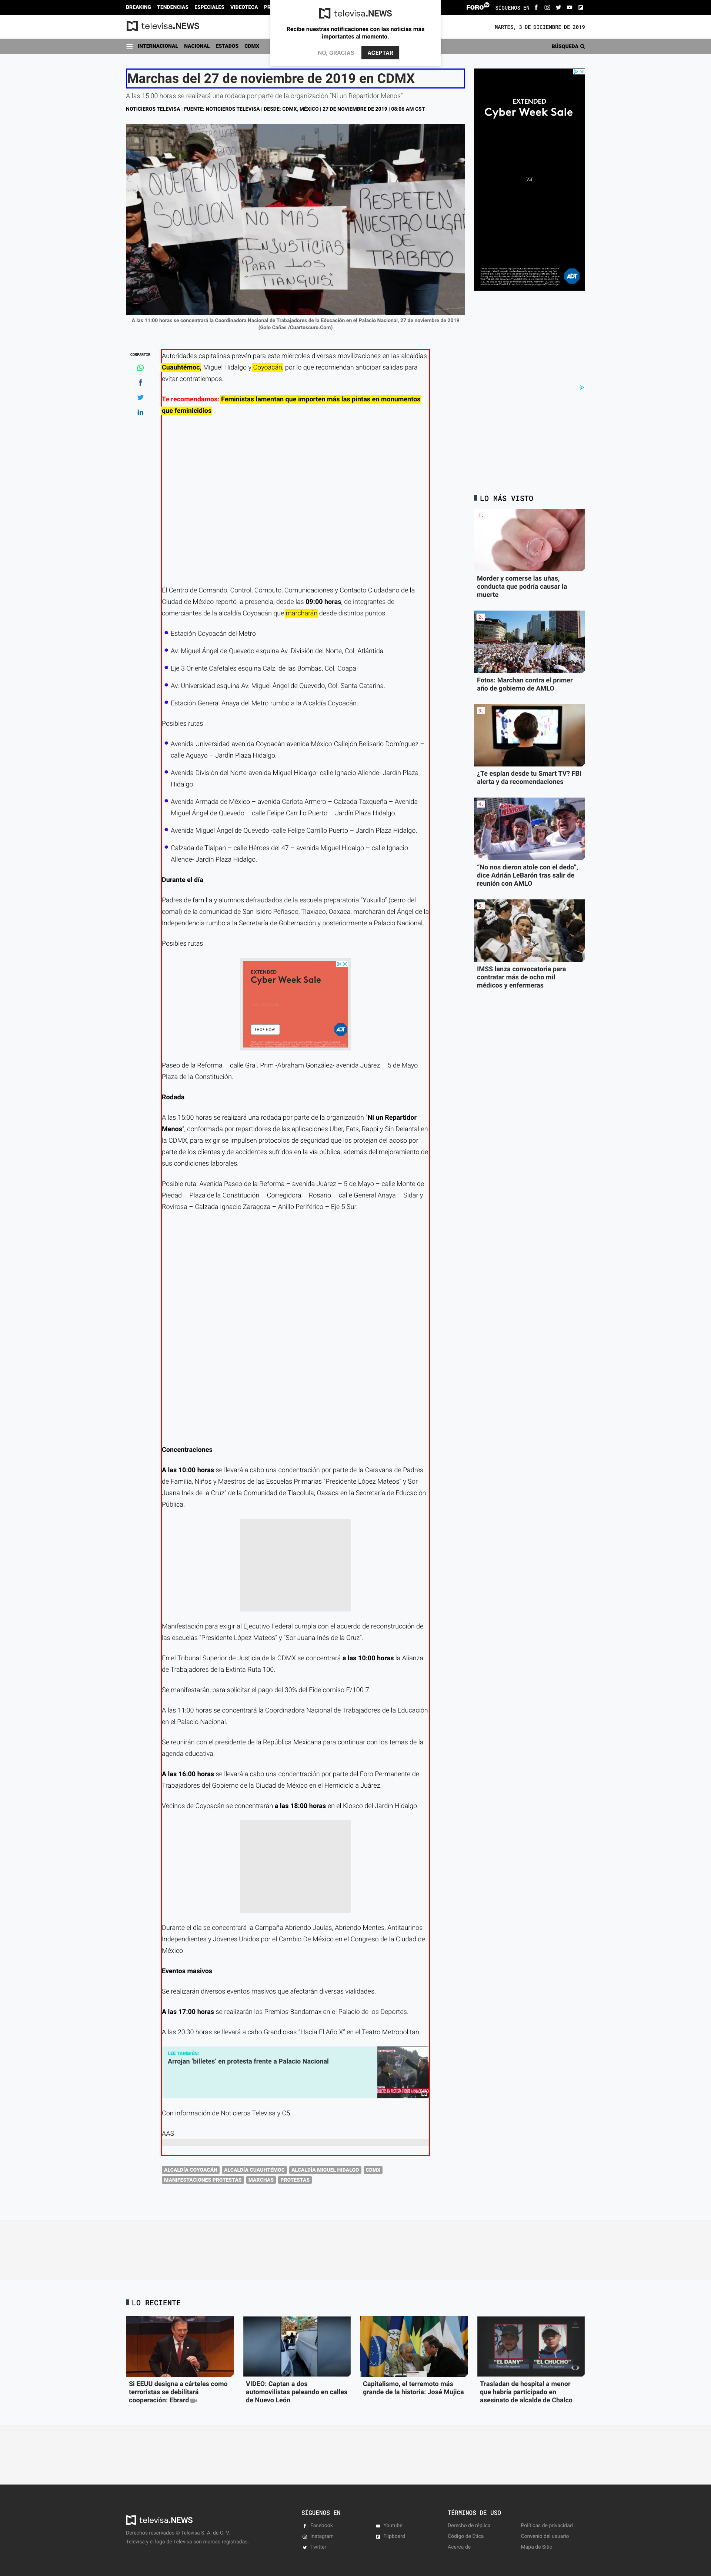 BREAKING TENDENCIAS ESPECIALES VIDEOTECA
televisa.NEWS
Recibe nuestras notificaciones con las noticias más
importantes al momento.
NO, GRACIAS ACEPTAR
FOROtv SÍGUENOS EN
televisa.NEWS
MARTES, 3 DE DICIEMBRE DE 2019
INTERNACIONAL NACIONAL ESTADOS CDMX
BÚSQUEDA
Marchas del 27 de noviembre de 2019 en CDMX
A las 15:00 horas se realizará una rodada por parte de la organización “Ni un Repartidor Menos”
NOTICIEROS TELEVISA | FUENTE: NOTICIEROS TELEVISA | DESDE: CDMX, MÉXICO | 27 DE NOVIEMBRE DE 2019 | 08:06 AM CST
QUEREMOS
SOLUCION
NO MAS
INJUSTICIAS
PARA LOS
TIANGUIS.
RESPETEN
NUESTRO LUGAR
DE TRABAJO
A las 11:00 horas se concentrará la Coordinadora Nacional de Trabajadores de la Educación en el Palacio Nacional, 27 de noviembre de 2019
(Galo Cañas /Cuartoscuro.Com)
EXTENDED
Cyber Week Sale
Ad
ADT
COMPARTIR
Autoridades capitalinas prevén para este miércoles diversas movilizaciones en las alcaldías
Cuauhtémoc, Miguel Hidalgo y Coyoacán, por lo que recomiendan anticipar salidas para
evitar contratiempos.
Te recomendamos: Feministas lamentan que importen más las pintas en monumentos
que feminicidios
El Centro de Comando, Control, Cómputo, Comunicaciones y Contacto Ciudadano de la
Ciudad de México reportó la presencia, desde las 09:00 horas, de integrantes de
comerciantes de la alcaldía Coyoacán que marcharán desde distintos puntos.
Estación Coyoacán del Metro
Av. Miguel Ángel de Quevedo esquina Av. División del Norte, Col. Atlántida.
Eje 3 Oriente Cafetales esquina Calz. de las Bombas, Col. Coapa.
Av. Universidad esquina Av. Miguel Ángel de Quevedo, Col. Santa Catarina.
Estación General Anaya del Metro rumbo a la Alcaldía Coyoacán.
Posibles rutas
Avenida Universidad-avenida Coyoacán-avenida México-Callejón Belisario Domínguez –
calle Aguayo – Jardín Plaza Hidalgo.
Avenida División del Norte-avenida Miguel Hidalgo- calle Ignacio Allende- Jardín Plaza
Hidalgo.
Avenida Armada de México – avenida Carlota Armero – Calzada Taxqueña – Avenida
Miguel Ángel de Quevedo – calle Felipe Carrillo Puerto – Jardín Plaza Hidalgo.
Avenida Miguel Ángel de Quevedo -calle Felipe Carrillo Puerto – Jardín Plaza Hidalgo.
Calzada de Tlalpan – calle Héroes del 47 – avenida Miguel Hidalgo – calle Ignacio
Allende- Jardín Plaza Hidalgo.
Durante el día
Padres de familia y alumnos defraudados de la escuela preparatoria “Yukuillo” (cerro del
comal) de la comunidad de San Isidro Peñasco, Tlaxiaco, Oaxaca, marcharán del Ángel de la
Independencia rumbo a la Secretaría de Gobernación y posteriormente a Palacio Nacional.
Posibles rutas
EXTENDED
Cyber Week Sale
SHOP NOW
ADT
Paseo de la Reforma – calle Gral. Prim -Abraham González- avenida Juárez – 5 de Mayo –
Plaza de la Constitución.
Rodada
A las 15:00 horas se realizará una rodada por parte de la organización “Ni un Repartidor
Menos”, conformada por repartidores de las aplicaciones Uber, Eats, Rappi y Sin Delantal en
la CDMX, para exigir se impulsen protocolos de seguridad que los protejan del acoso por
parte de los clientes y de accidentes sufridos en la vía pública, además del mejoramiento de
sus condiciones laborales.
Posible ruta: Avenida Paseo de la Reforma – avenida Juárez – 5 de Mayo – calle Monte de
Piedad – Plaza de la Constitución – Corregidora – Rosario – calle General Anaya – Sidar y
Rovirosa – Calzada Ignacio Zaragoza – Anillo Periférico – Eje 5 Sur.
Concentraciones
A las 10:00 horas se llevará a cabo una concentración por parte de la Caravana de Padres
de Familia, Niños y Maestros de las Escuelas Primarias “Presidente López Mateos” y Sor
Juana Inés de la Cruz” de la Comunidad de Tlacolula, Oaxaca en la Secretaría de Educación
Pública.
Manifestación para exigir al Ejecutivo Federal cumpla con el acuerdo de reconstrucción de
las escuelas “Presidente López Mateos” y “Sor Juana Inés de la Cruz”.
En el Tribunal Superior de Justicia de la CDMX se concentrará a las 10:00 horas la Alianza
de Trabajadores de la Extinta Ruta 100.
Se manifestarán, para solicitar el pago del 30% del Fideicomiso F/100-7.
A las 11:00 horas se concentrará la Coordinadora Nacional de Trabajadores de la Educación
en el Palacio Nacional.
Se reunirán con el presidente de la República Mexicana para continuar con los temas de la
agenda educativa.
A las 16:00 horas se llevará a cabo una concentración por parte del Foro Permanente de
Trabajadores del Gobierno de la Ciudad de México en el Hemiciclo a Juárez.
Vecinos de Coyoacán se concentrarán a las 18:00 horas en el Kiosco del Jardín Hidalgo.
Durante el día se concentrará la Campaña Abriendo Jaulas, Abriendo Mentes, Antitaurinos
Independientes y Jóvenes Unidos por el Cambio De México en el Congreso de la Ciudad de
México
Eventos masivos
Se realizarán diversos eventos masivos que afectarán diversas vialidades.
A las 17:00 horas se realizarán los Premios Bandamax en el Palacio de los Deportes.
A las 20:30 horas se llevará a cabo Grandiosas “Hacia El Año X” en el Teatro Metropolitan.
LEE TAMBIÉN:
Arrojan ‘billetes’ en protesta frente a Palacio Nacional
Con información de Noticieros Televisa y C5
AAS
ALCALDÍA COYOACÁN ALCALDÍA CUAUHTÉMOC ALCALDÍA MIGUEL HIDALGO CDMX
MANIFESTACIONES PROTESTAS MARCHAS PROTESTAS
LO MÁS VISTO
1.
Morder y comerse las uñas,
conducta que podría causar la
muerte
2.
Fotos: Marchan contra el primer
año de gobierno de AMLO
3.
¿Te espían desde tu Smart TV? FBI
alerta y da recomendaciones
4.
“No nos dieron atole con el dedo”,
dice Adrián LeBarón tras salir de
reunión con AMLO
5.
IMSS lanza convocatoria para
contratar más de ocho mil
médicos y enfermeras
LO RECIENTE
Si EEUU designa a cárteles como
terroristas se debilitará
cooperación: Ebrard
VIDEO: Captan a dos
automovilistas peleando en calles
de Nuevo León
Capitalismo, el terremoto más
grande de la historia: José Mujica
"EL DANY" "EL CHUCHO"
Trasladan de hospital a menor
que habría participado en
asesinato de alcalde de Chalco
televisa.NEWS
Derechos reservados © Televisa S. A. de C. V.
Televisa y el logo de Televisa son marcas registradas.
SÍGUENOS EN
Facebook
Instagram
Twitter
Youtube
Flipboard
TÉRMINOS DE USO
Derecho de réplica
Código de Ética
Acerca de
Políticas de privacidad
Convenio del usuario
Mapa de Sitio